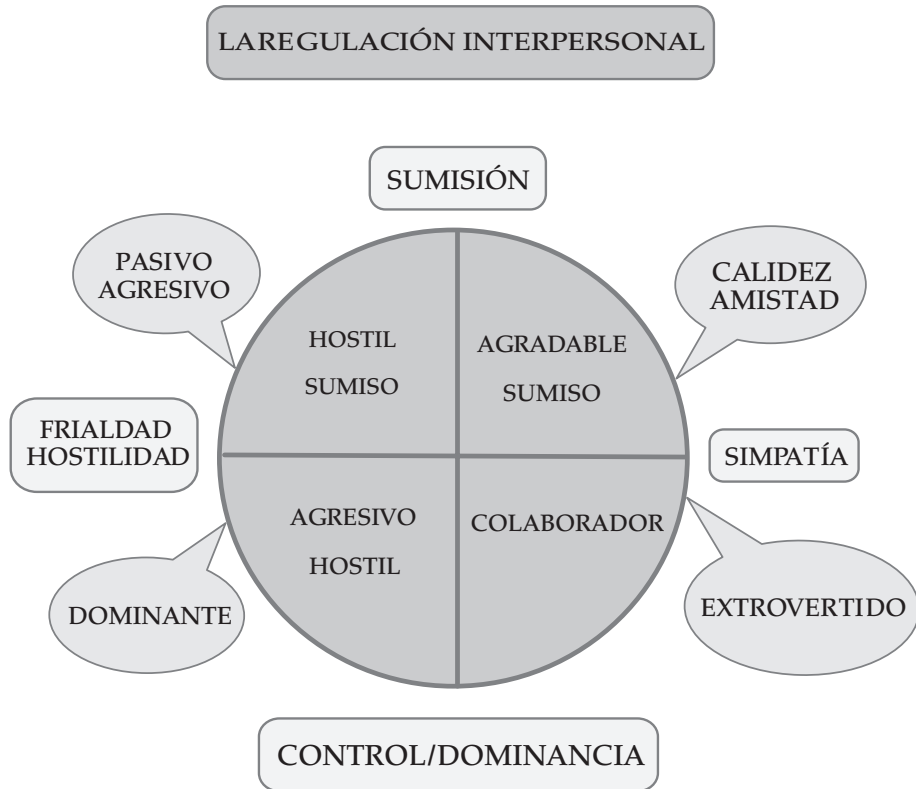 LAREGULACIÓN INTERPERSONAL
SUMISIÓN
PASIVO
AGRESIVO
CALIDEZ
AMISTAD
HOSTIL
SUMISO
AGRADABLE
SUMISO
FRIALDAD
HOSTILIDAD
SIMPATÍA
AGRESIVO
HOSTIL
COLABORADOR
DOMINANTE
EXTROVERTIDO
CONTROL/DOMINANCIA